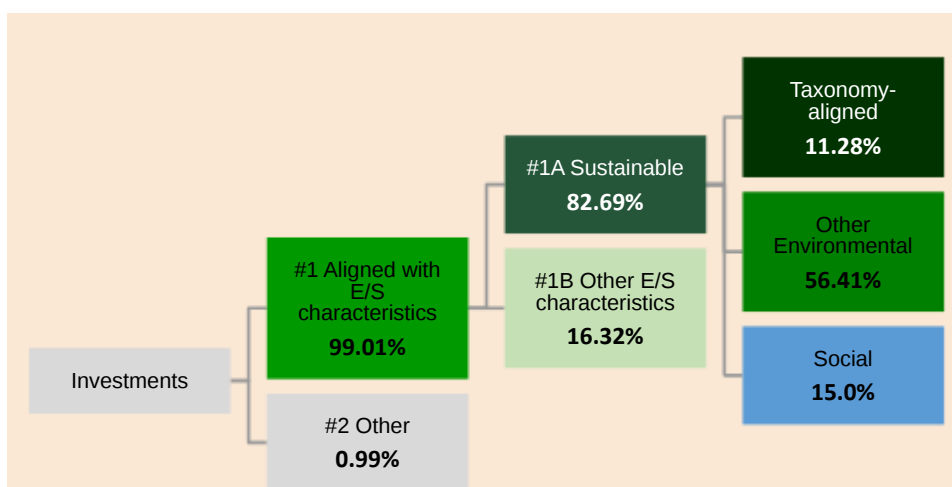 Investments
#1 Aligned with
E/S
characteristics
99.01%
#2 Other
0.99%
#1A Sustainable
82.69%
#1B Other E/S
characteristics
16.32%
Taxonomy-
aligned
11.28%
Other
Environmental
56.41%
Social
15.0%